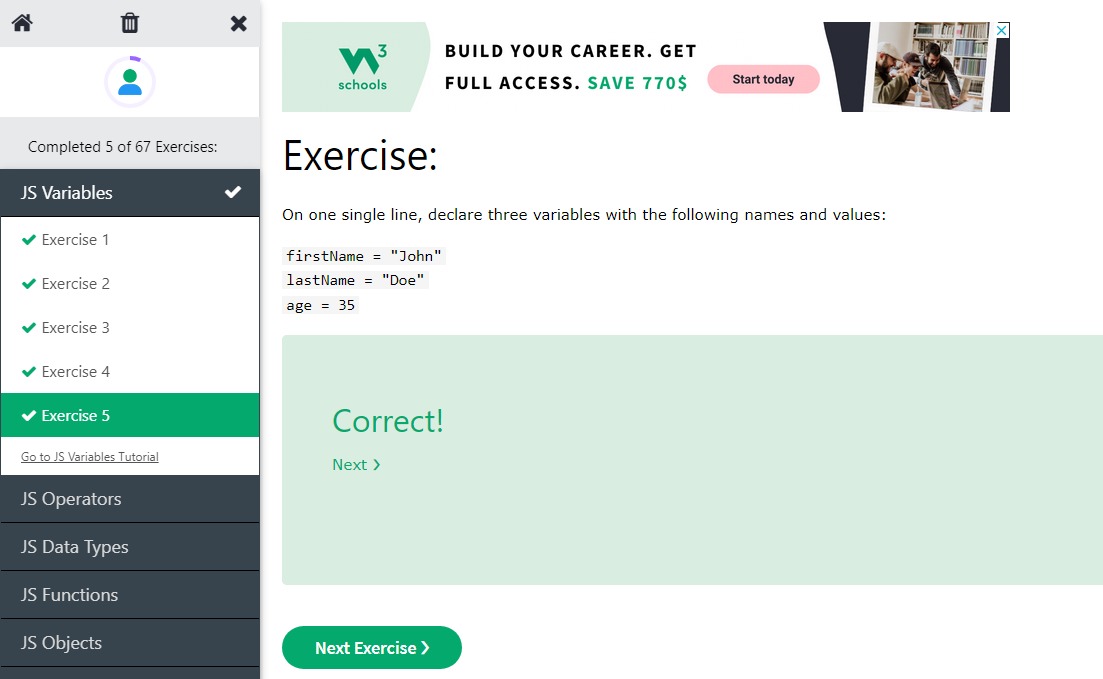 Completed 5 of 67 Exercises:
JS Variables
Exercise 1
Exercise 2
Exercise 3
Exercise 4
Exercise 5
Go to JS Variables Tutorial
JS Operators
JS Data Types
JS Functions
JS Objects
W3
schools
BUILD YOUR CAREER. GET
FULL ACCESS. SAVE 770$
Start today
Exercise:
On one single line, declare three variables with the following names and values:
firstName = "John"
lastName = "Doe"
age = 35
Correct!
Next ❯
Next Exercise ❯